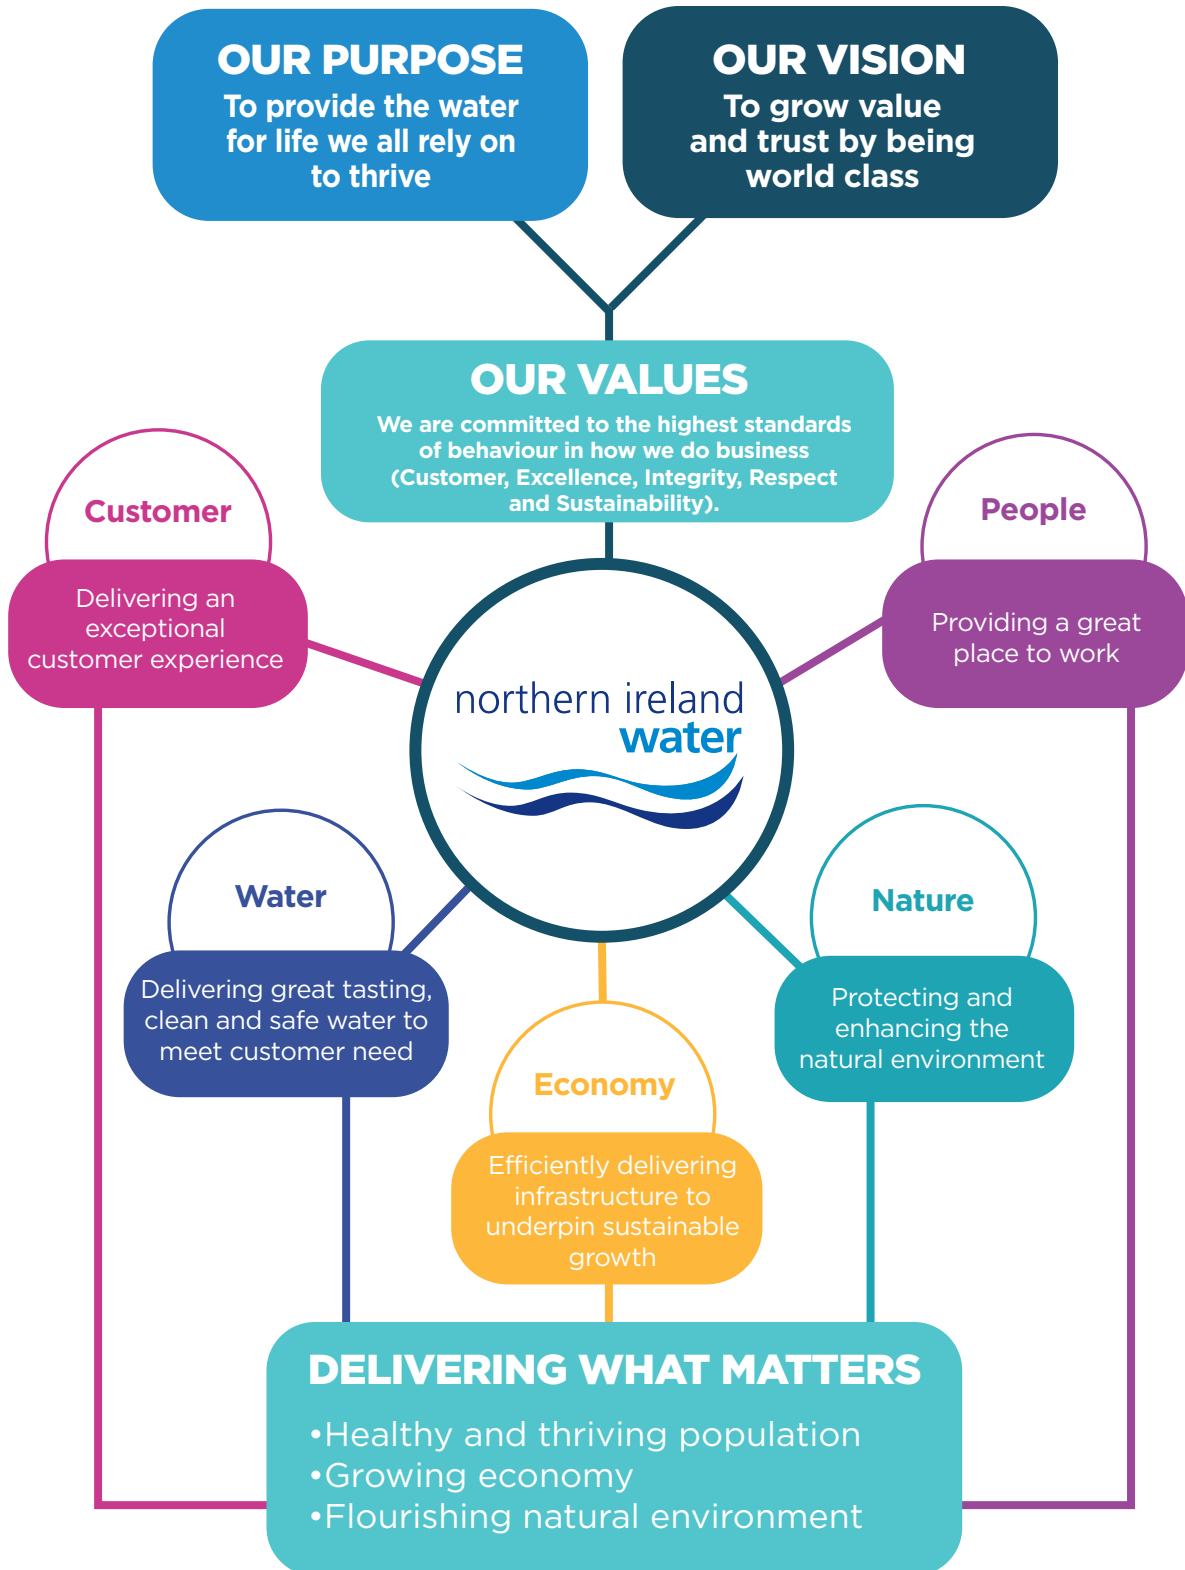 OUR PURPOSE
To provide the water
for life we all rely on
to thrive
OUR VISION
To grow value
and trust by being
world class
OUR VALUES
We are committed to the highest standards
of behaviour in how we do business
(Customer, Excellence, Integrity, Respect
and Sustainability).
Customer
Delivering an
exceptional
customer experience
People
Providing a great
place to work
northern ireland
water
Water
Delivering great tasting,
clean and safe water to
meet customer need
Nature
Protecting and
enhancing the
natural environment
Economy
Efficiently delivering
infrastructure to
underpin sustainable
growth
DELIVERING WHAT MATTERS
•Healthy and thriving population
•Growing economy
•Flourishing natural environment